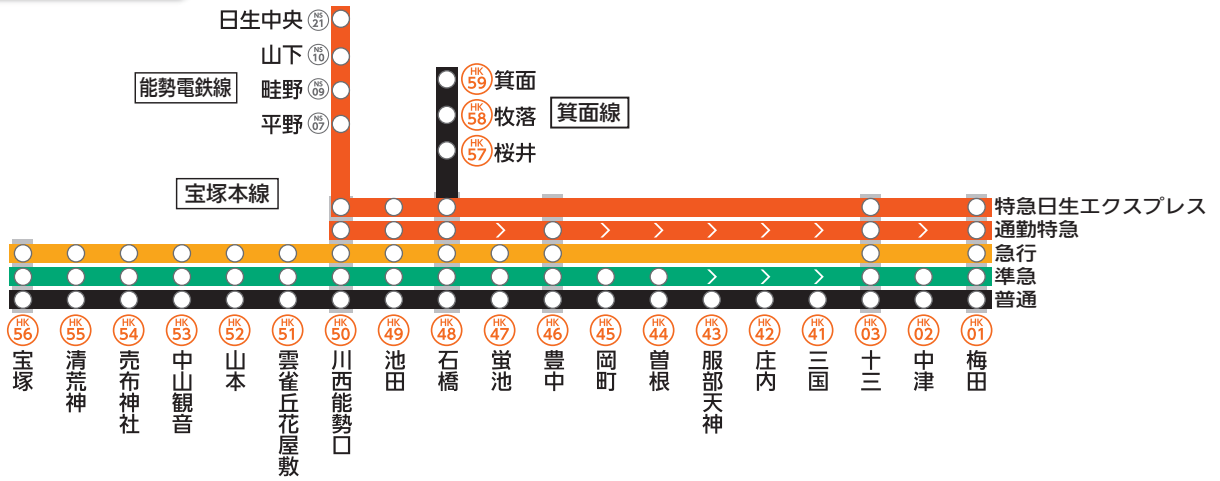 日生中央 NS 21
山下 NS 10
能勢電鉄線
畦野 NS 09
平野 NS 07
HK 59 箕面
HK 58 牧落
箕面線
HK 57 桜井
宝塚本線
特急日生エクスプレス
通勤特急
急行
準急
普通
HK 56 宝塚
HK 55 清荒神
HK 54 売布神社
HK 53 中山観音
HK 52 山本
HK 51 雲雀丘花屋敷
HK 50 川西能勢口
HK 49 池田
HK 48 石橋
HK 47 蛍池
HK 46 豊中
HK 45 岡町
HK 44 曽根
HK 43 服部天神
HK 42 庄内
HK 41 三国
HK 03 十三
HK 02 中津
HK 01 梅田